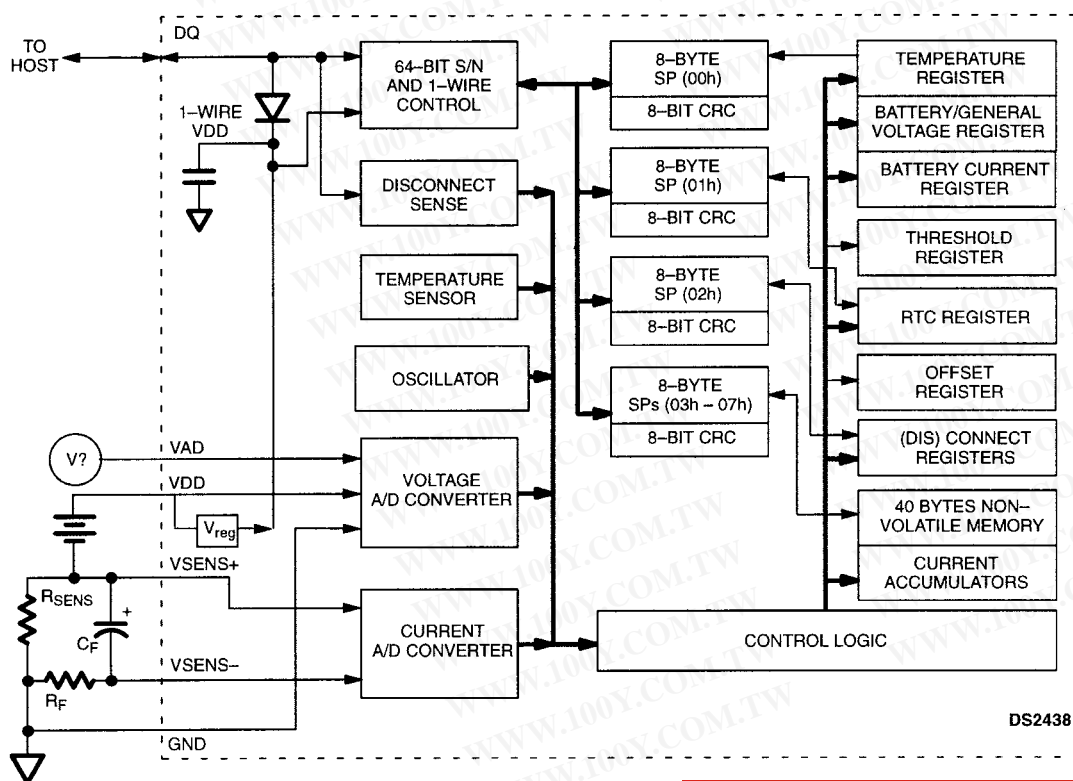 DQ
TO
HOST
1–WIRE
VDD
64–BIT S/N
AND 1–WIRE
CONTROL
DISCONNECT
SENSE
TEMPERATURE
SENSOR
OSCILLATOR
V?
VAD
VDD
Vreg
VOLTAGE
A/D CONVERTER
VSENS+
RSENS
+
CF
VSENS–
RF
CURRENT
A/D CONVERTER
GND
8–BYTE
SP (00h)
8–BIT CRC
8–BYTE
SP (01h)
8–BIT CRC
8–BYTE
SP (02h)
8–BIT CRC
8–BYTE
SPs (03h – 07h)
8–BIT CRC
TEMPERATURE
REGISTER
BATTERY/GENERAL
VOLTAGE REGISTER
BATTERY CURRENT
REGISTER
THRESHOLD
REGISTER
RTC REGISTER
OFFSET
REGISTER
(DIS) CONNECT
REGISTERS
40 BYTES NON–
VOLATILE MEMORY
CURRENT
ACCUMULATORS
CONTROL LOGIC
DS2438
WWW.100Y.COM.TW